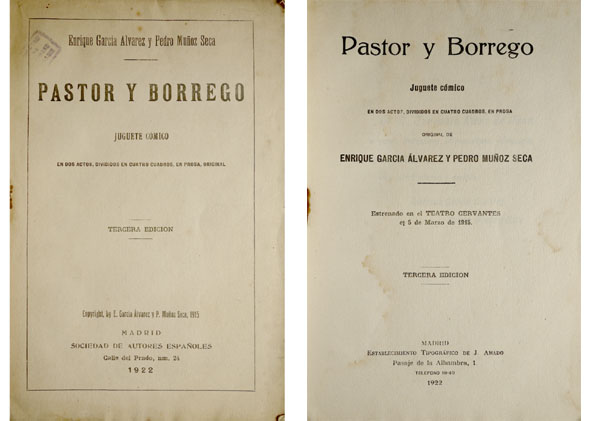 Enrique García Alvarez y Pedro Muñoz Seca
PASTOR Y BORREGO
JUGUETE CÓMICO
EN DOS ACTOS, DIVIDIDOS EN CUATRO CUADROS, EN PROSA, ORIGINAL
TERCERA EDICION
Copyright, by E. García Álvarez y P. Muñoz Seca, 1915
MADRID
SOCIEDAD DE AUTORES ESPAÑOLES
Calle del Prado, núm. 24
1922
Pastor y Borrego
Juguete cómico
EN DOS ACTOS, DIVIDIDOS EN CUATRO CUADROS, EN PROSA
ORIGINAL DE
ENRIQUE GARCIA ÁLVAREZ Y PEDRO MUÑOZ SECA
Estrenado en el TEATRO CERVANTES
el 5 de Marzo de 1915.
TERCERA EDICION
MADRID
Establecimiento Tipográfico de J. Amado
Pasaje de la Alhambra, 1
TELÉFONO
1922